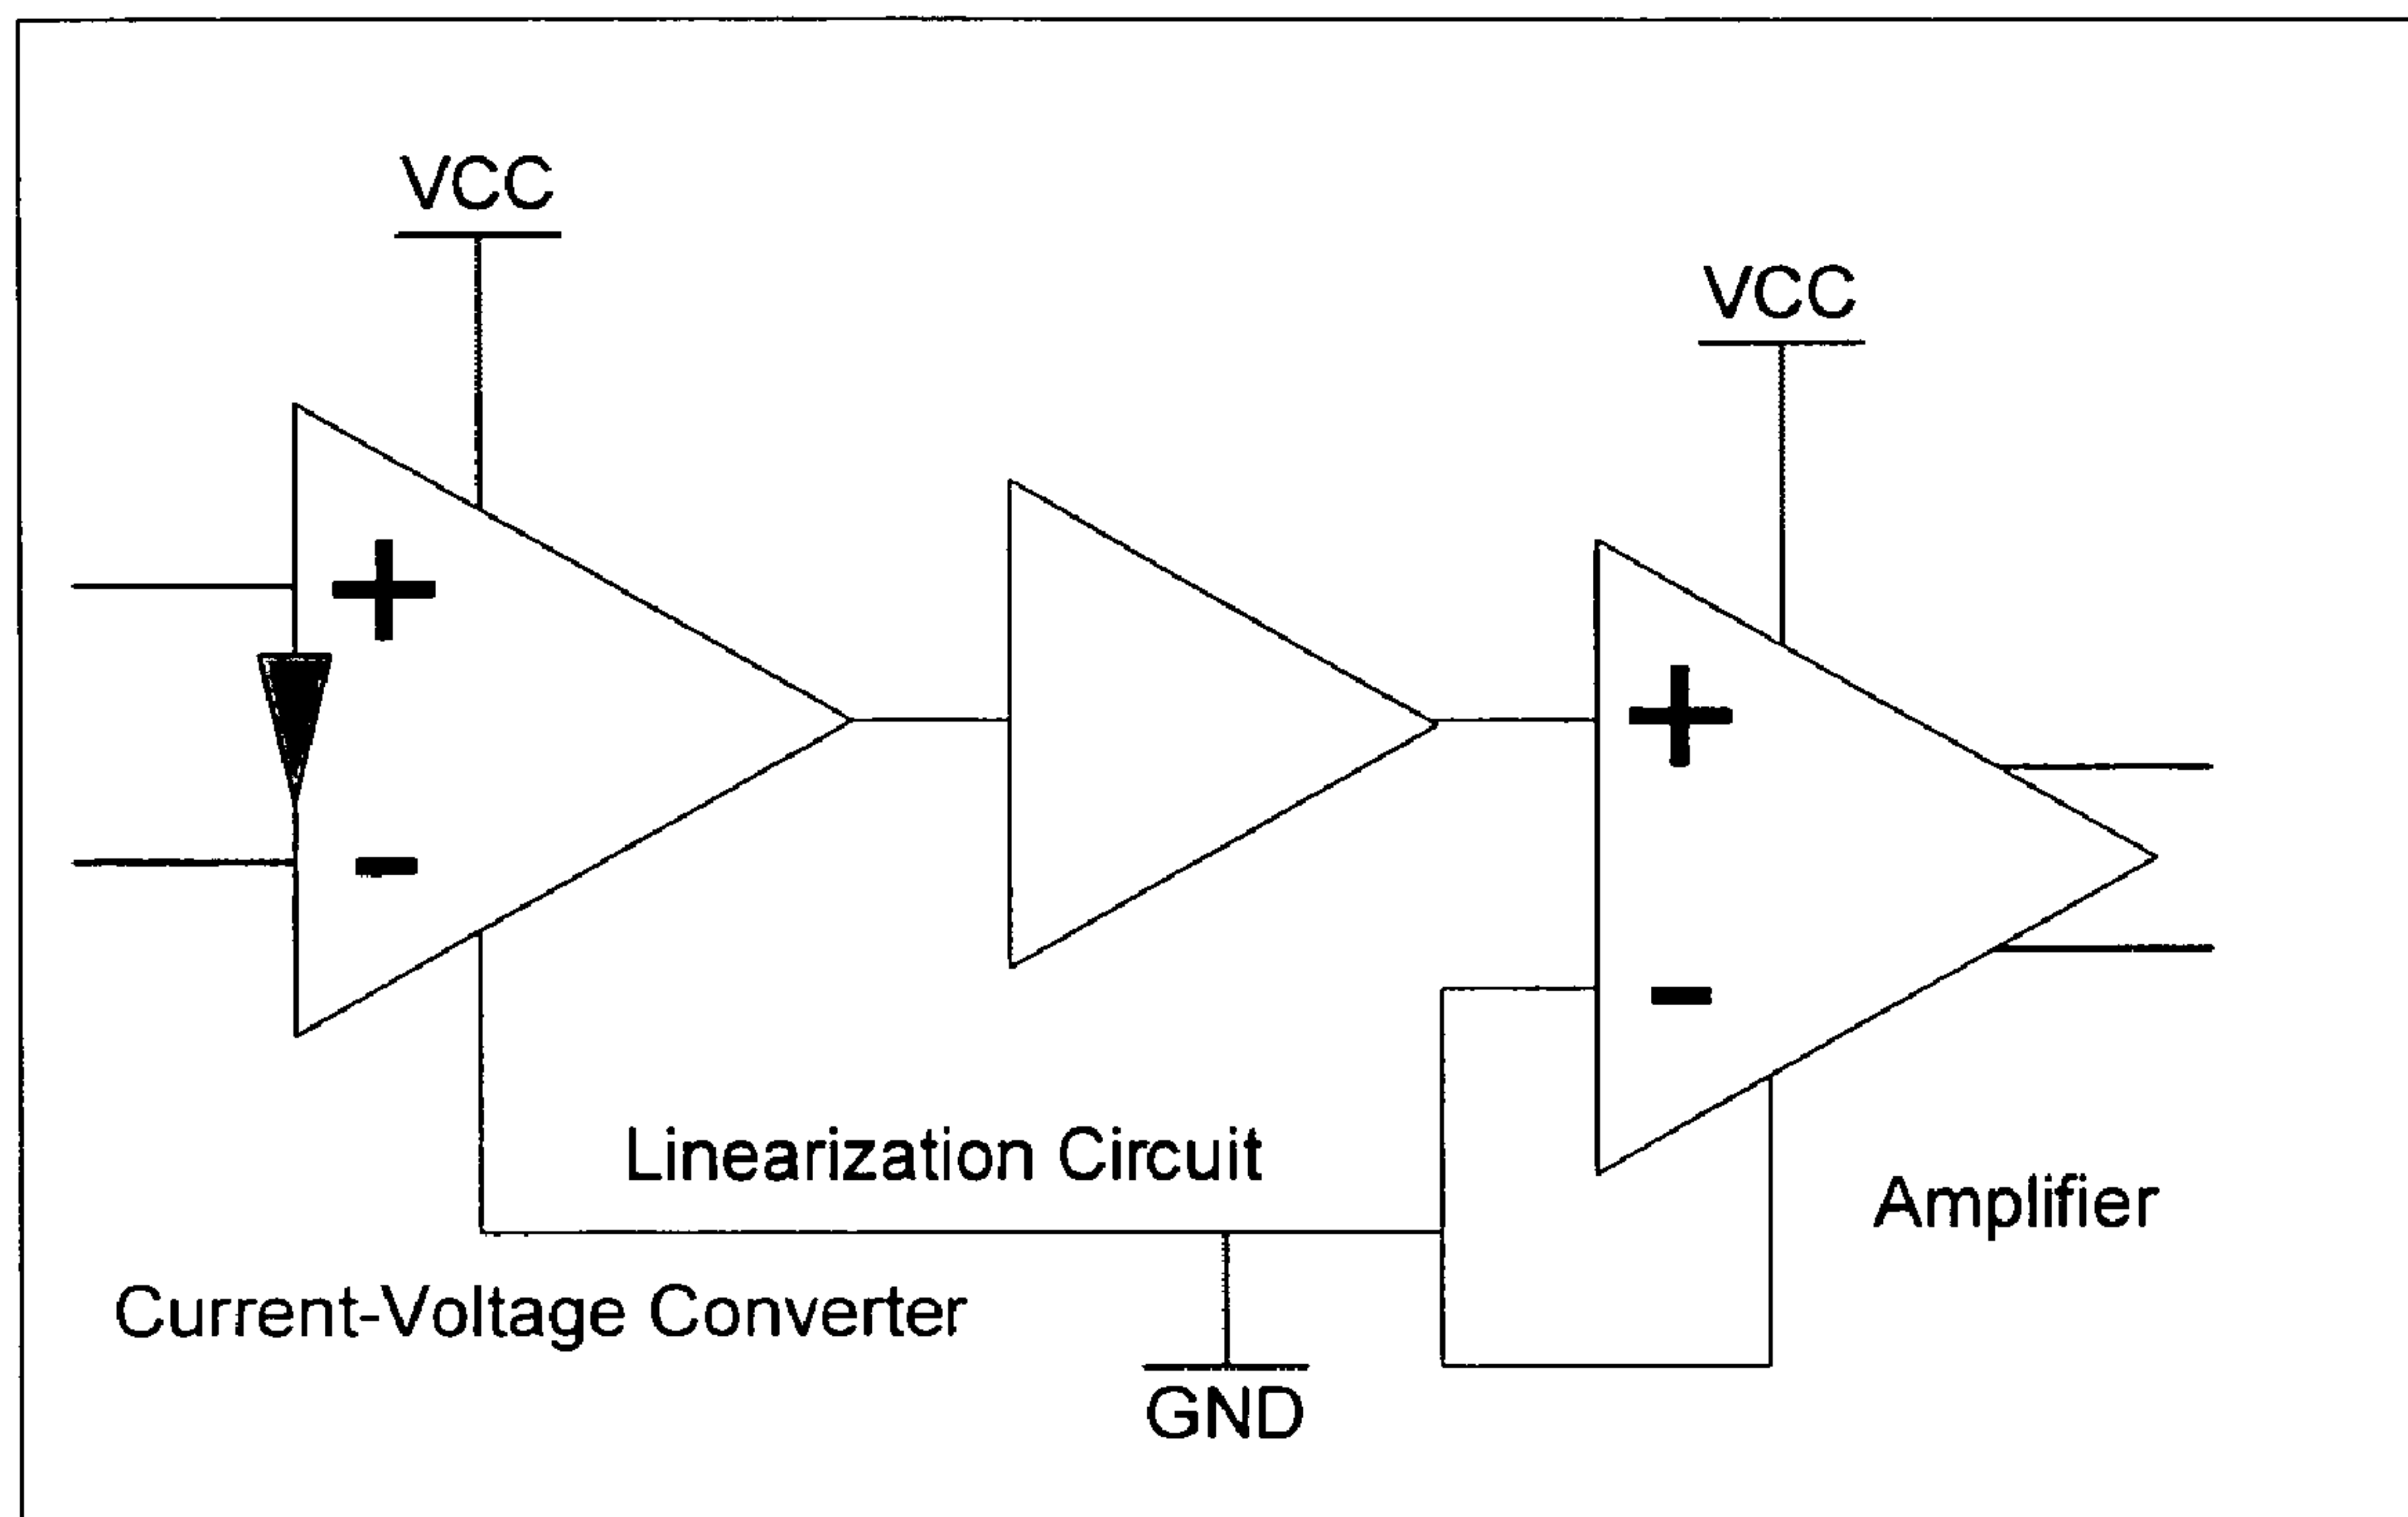 VCC
VCC
+
+
-
-
Linearization Circuit
Amplifier
Current-Voltage Converter
GND